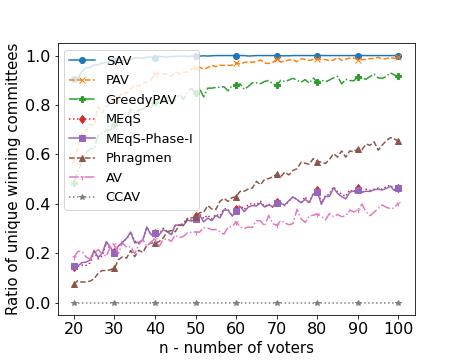 SAV
PAV
GreedyPAV
MEqS
MEqS-Phase-I
Phragmen
AV
CCAV
Ratio of unique winning committees
1.0
0.8
0.6
0.4
0.2
0.0
20 30 40 50 60 70 80 90 100
n - number of voters